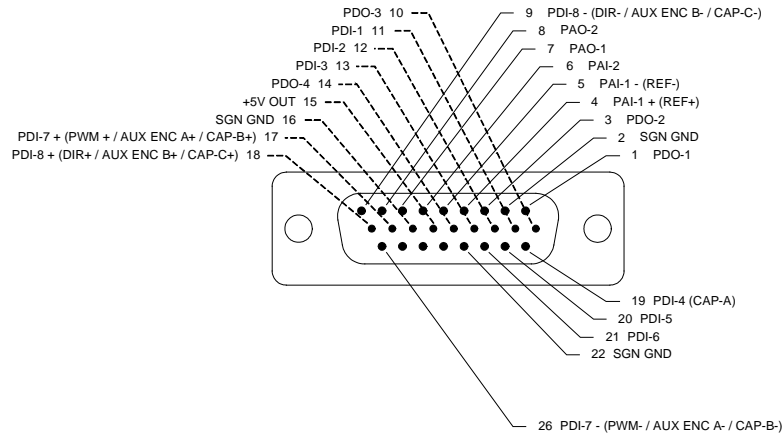 PDO-3 10
PDI-1 11
PDI-2 12
PDI-3 13
PDO-4 14
+5V OUT 15
SGN GND 16
PDI-7 + (PWM + / AUX ENC A+ / CAP-B+) 17
PDI-8 + (DIR+ / AUX ENC B+ / CAP-C+) 18
9 PDI-8 - (DIR- / AUX ENC B- / CAP-C-)
8 PAO-2
7 PAO-1
6 PAI-2
5 PAI-1 - (REF-)
4 PAI-1 + (REF+)
3 PDO-2
2 SGN GND
1 PDO-1
19 PDI-4 (CAP-A)
20 PDI-5
21 PDI-6
22 SGN GND
26 PDI-7 - (PWM- / AUX ENC A- / CAP-B-)